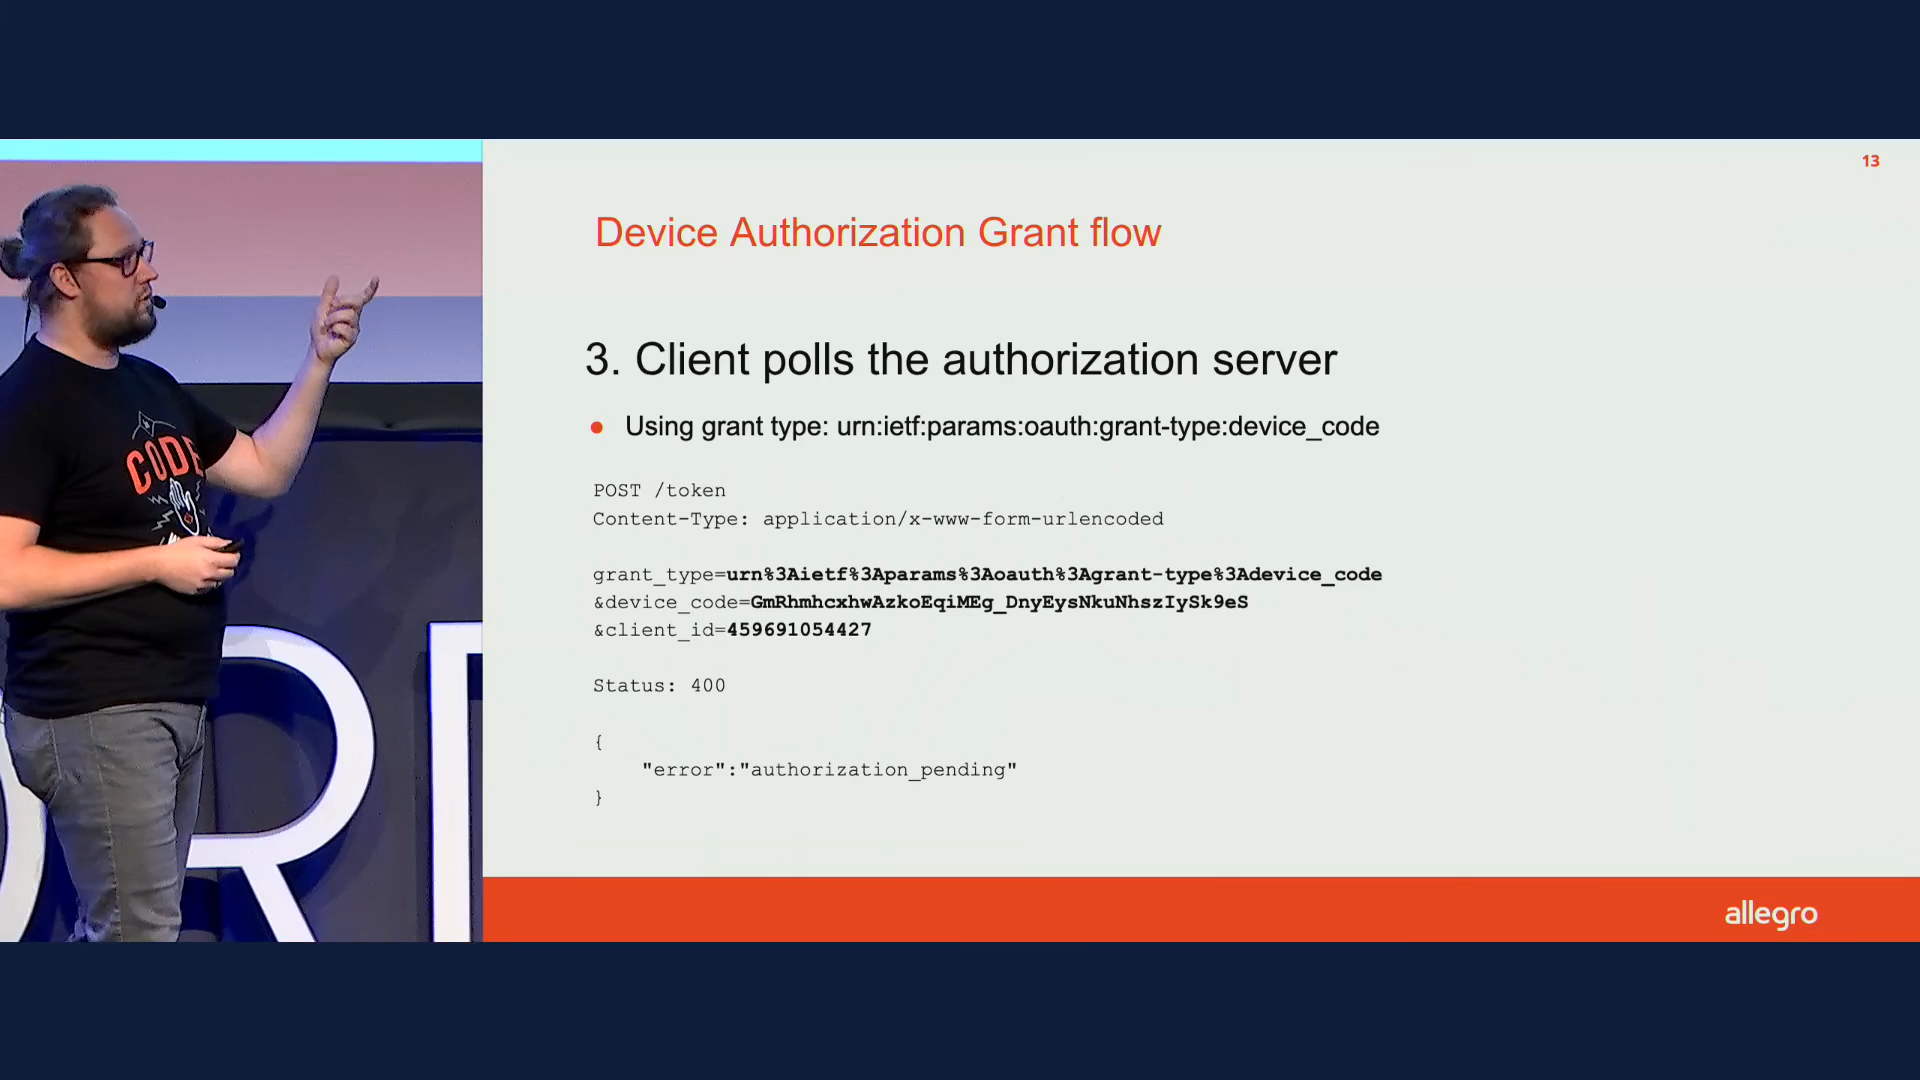 13
Device Authorization Grant flow
3. Client polls the authorization server
● Using grant type: urn:ietf:params:oauth:grant-type:device_code
POST /token
Content-Type: application/x-www-form-urlencoded
grant_type=urn%3Aietf%3Aparams%3Aoauth%3Agrant-type%3Adevice_code
&device_code=GmRhmhcxhwAzkoEqiMEg_DnyEysNkuNhszIySk9eS
&client_id=459691054427
Status: 400
{
"error":"authorization_pending"
}
allegro
CODE